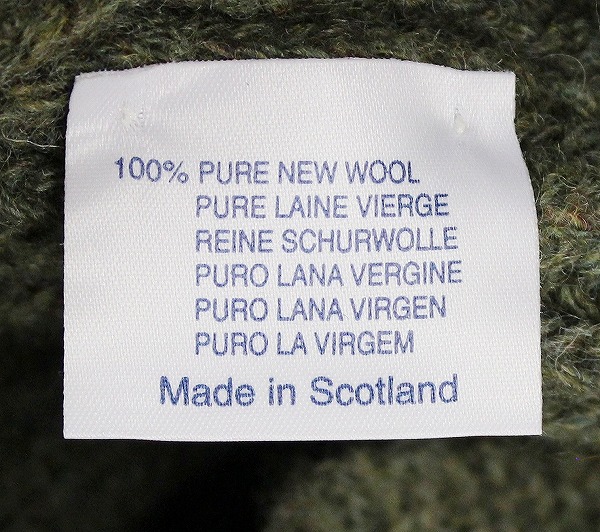 100% PURE NEW WOOL
PURE LAINE VIERGE
REINE SCHURWOLLE
PURO LANA VERGINE
PURO LANA VIRGEN
PURO LA VIRGEM
Made in Scotland